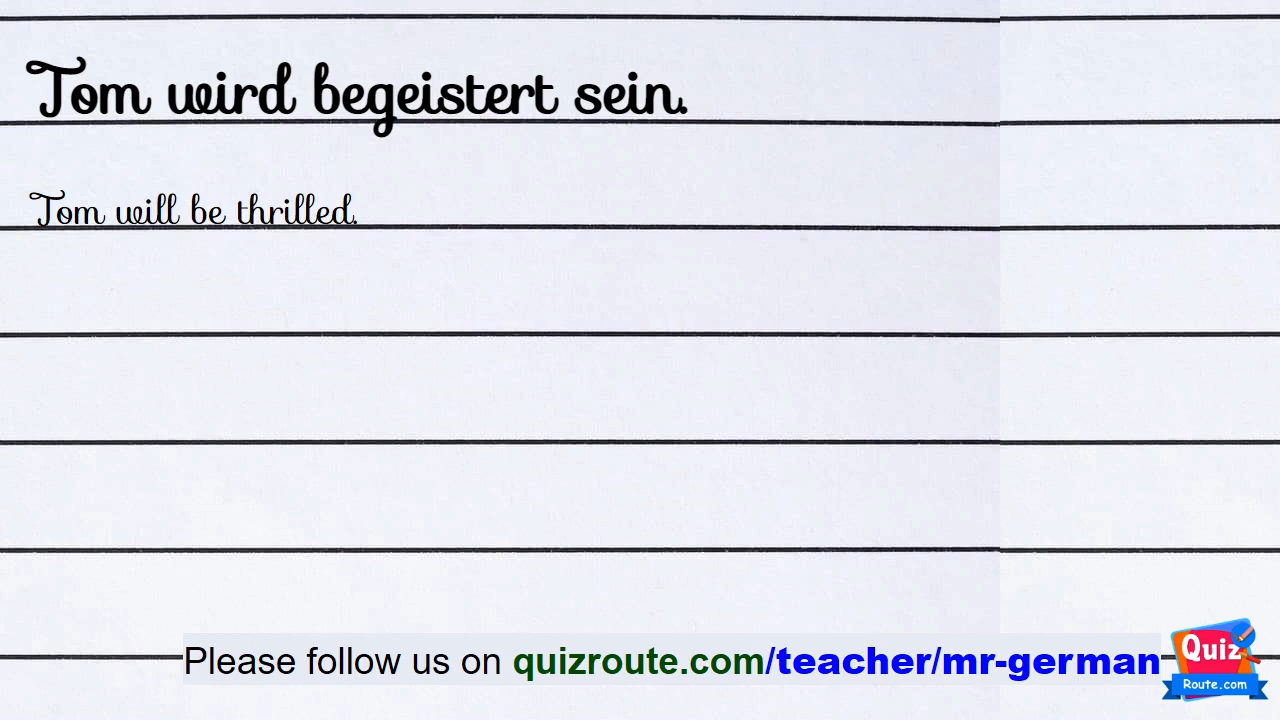 Tom wird begeistert sein.
Tom will be thrilled.
Please follow us on quizroute.com/teacher/mr-german
Quiz
Route.com